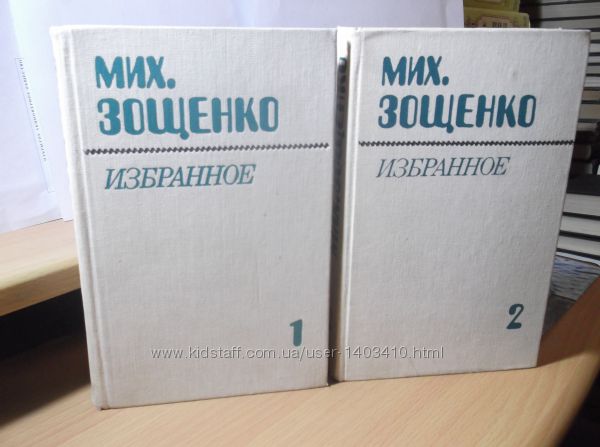 МИХ.
ЗОЩЕНКО
ИЗБРАННОЕ
1
МИХ.
ЗОЩЕНКО
ИЗБРАННОЕ
2
www.kidstaff.com.ua/user-1403410.html